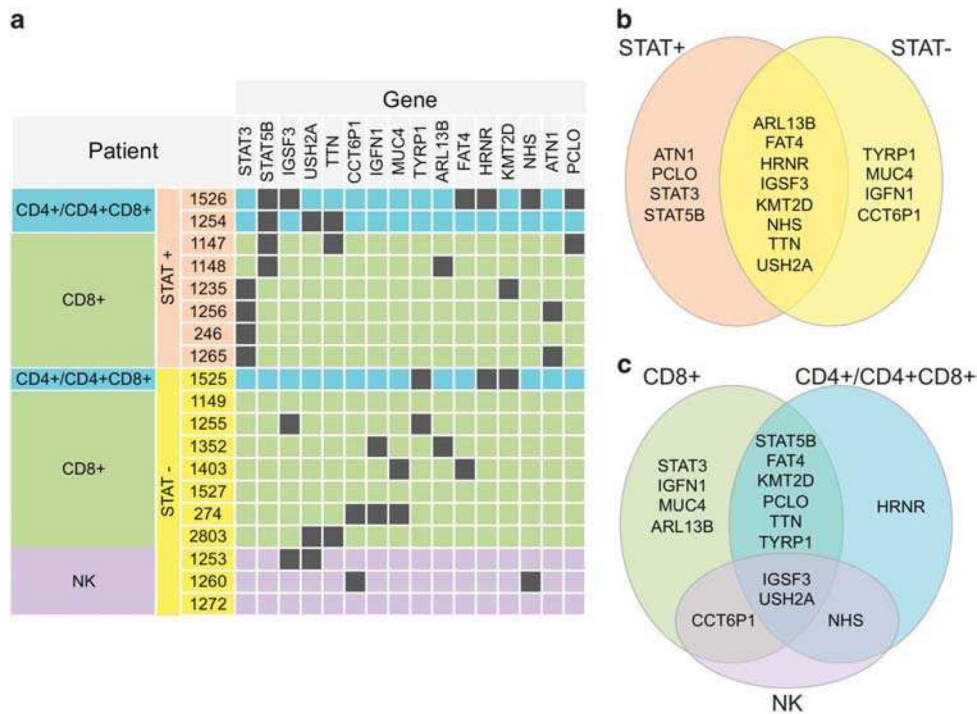 a
Gene
Patient
STAT3
STAT5B
IGSF3
USH2A
TTN
CCT6P1
IGFN1
MUC4
TYRP1
ARL13B
FAT4
HRNR
KMT2D
NHS
ATN1
PCLO
CD4+/CD4+CD8+
CD8+
STAT +
1526
1254
1147
1148
1235
1256
246
1265
CD4+/CD4+CD8+
CD8+
NK
STAT -
1525
1149
1255
1352
1403
1527
274
2803
1253
1260
1272
b
STAT+
STAT-
ATN1
PCLO
STAT3
STAT5B
ARL13B
FAT4
HRNR
IGSF3
KMT2D
NHS
TTN
USH2A
TYRP1
MUC4
IGFN1
CCT6P1
c
CD8+
CD4+/CD4+CD8+
STAT3
IGFN1
MUC4
ARL13B
STAT5B
FAT4
KMT2D
PCLO
TTN
TYRP1
HRNR
IGSF3
USH2A
CCT6P1
NHS
NK